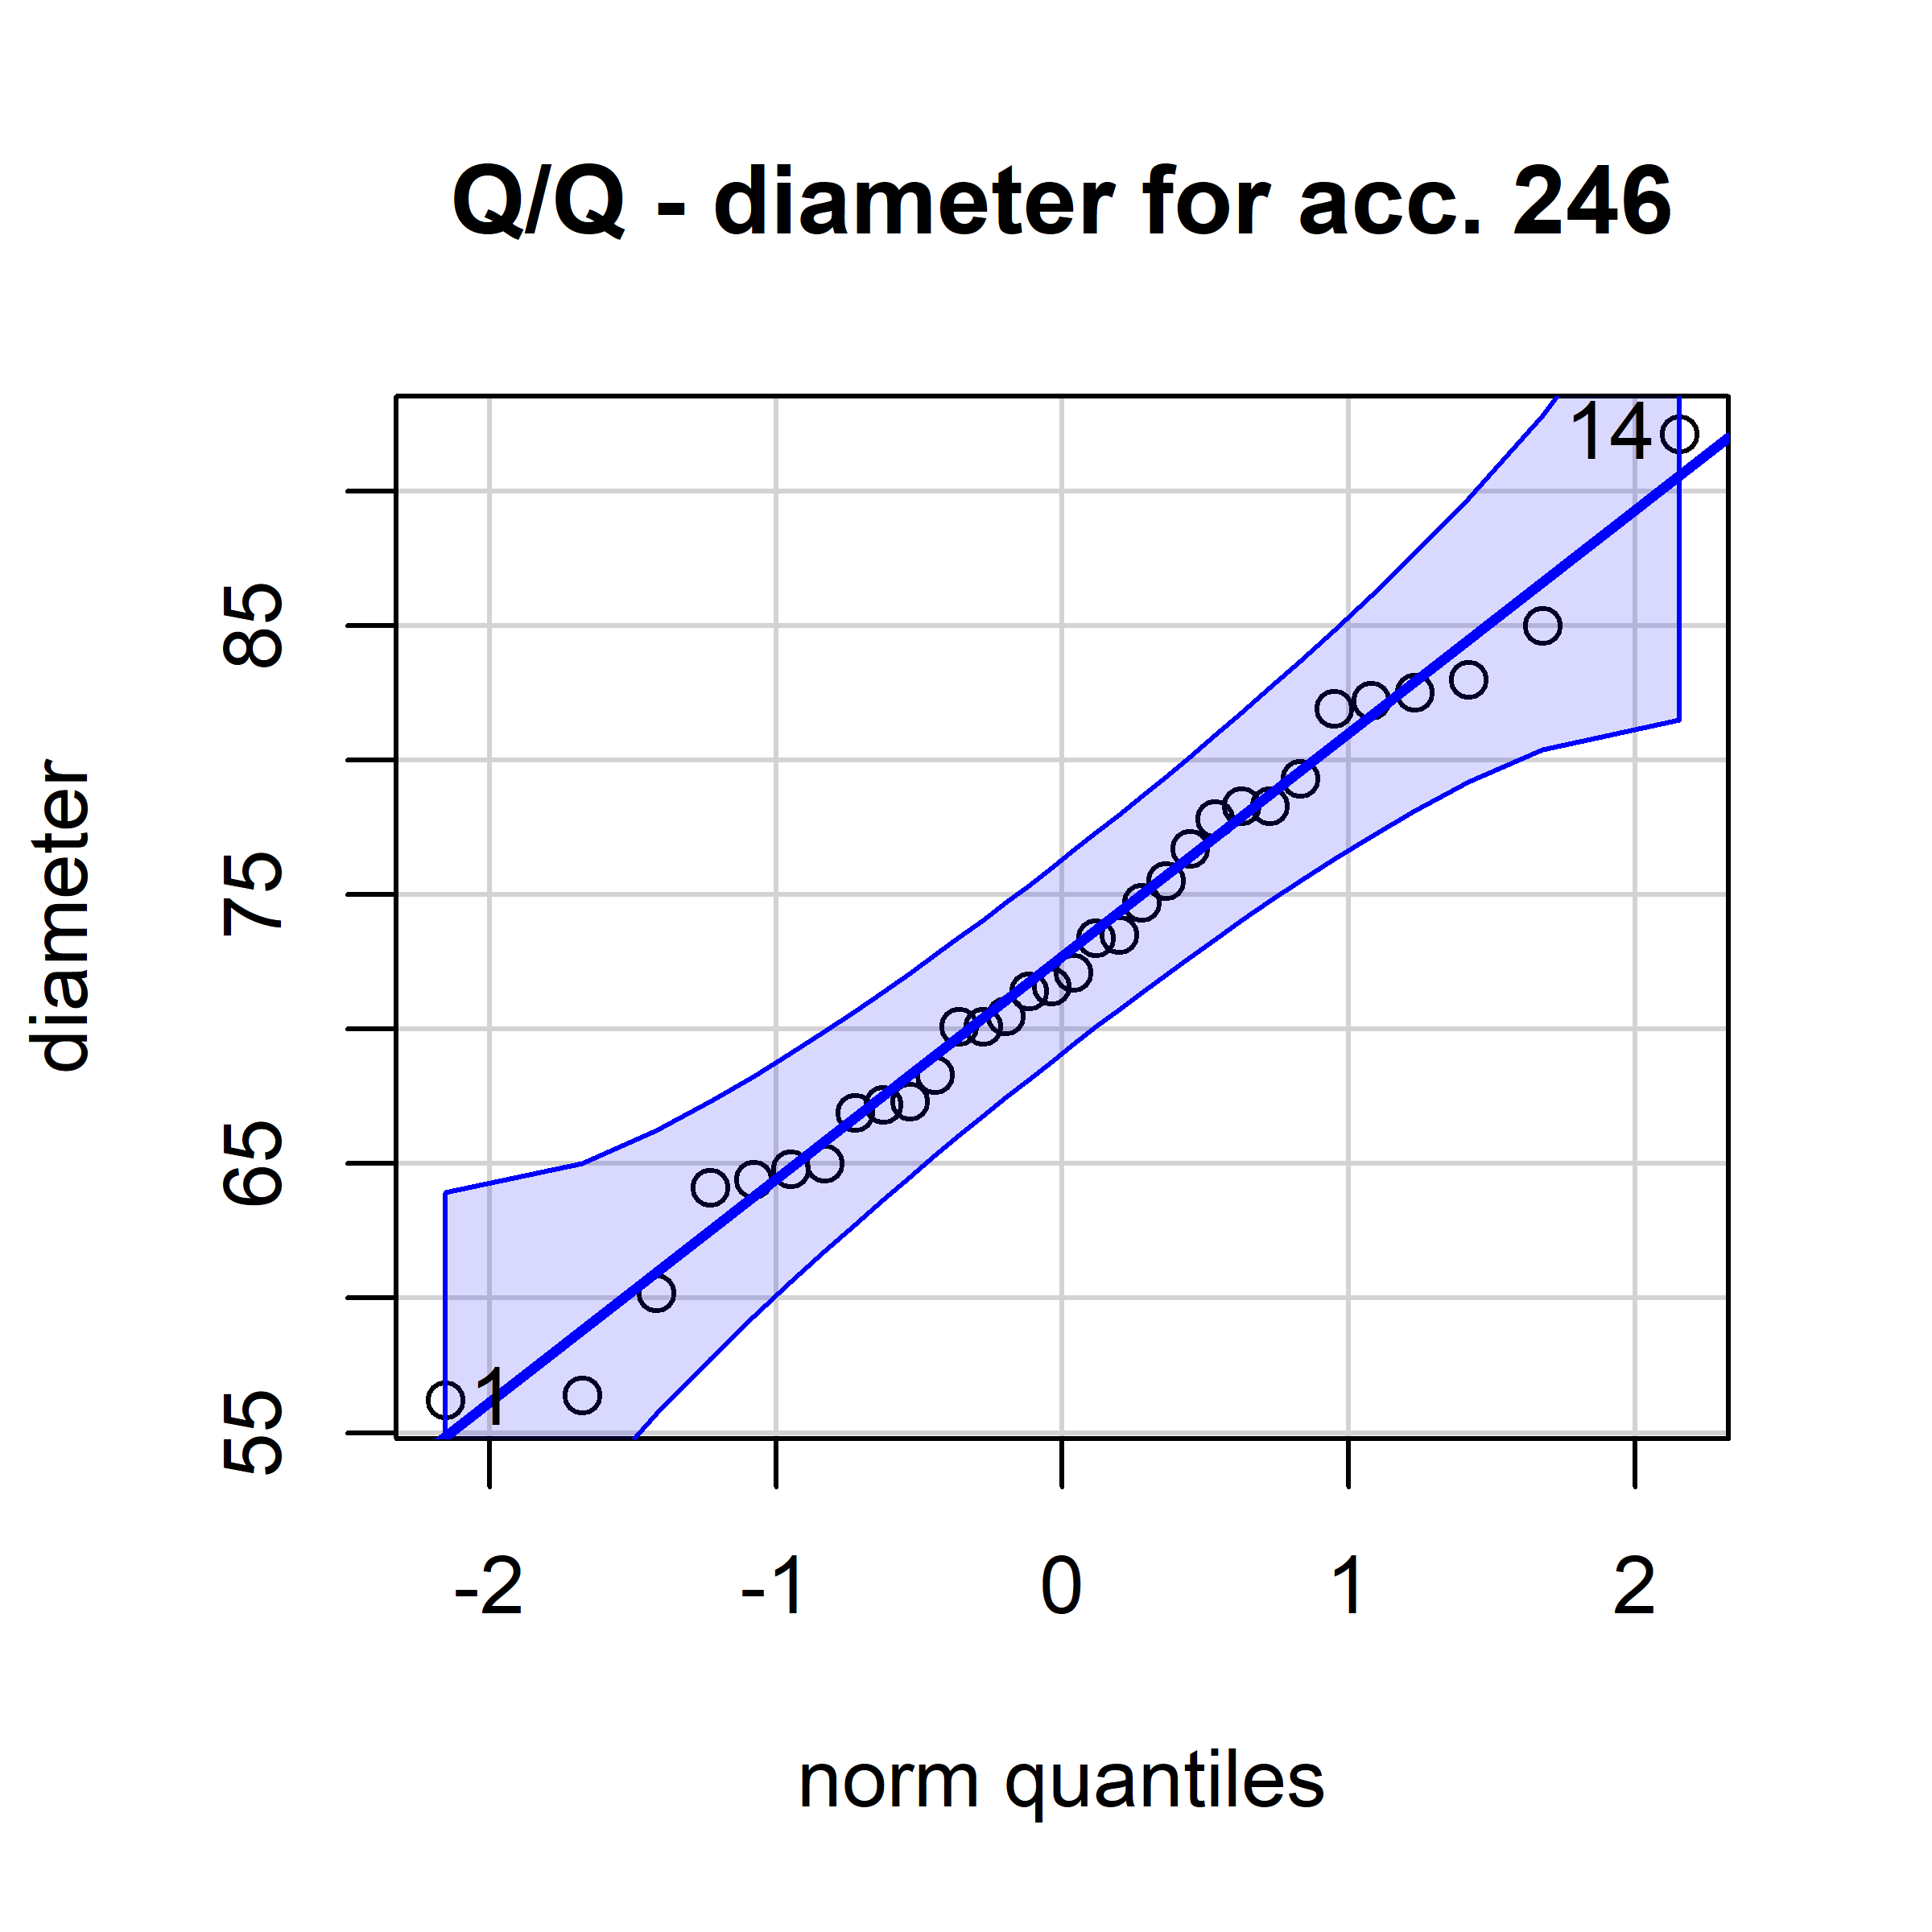 Q/Q - diameter for acc. 246
14
85
75
65
55
1
diameter
-2 -1 0 1 2
norm quantiles